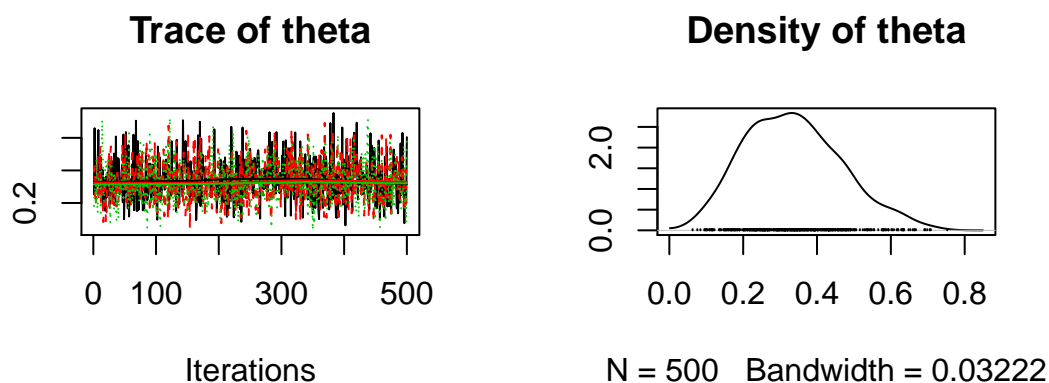 Trace of theta
0.2
0 100 300 500
Iterations
Density of theta
0.0 2.0
0.0 0.2 0.4 0.6 0.8
N = 500 Bandwidth = 0.03222